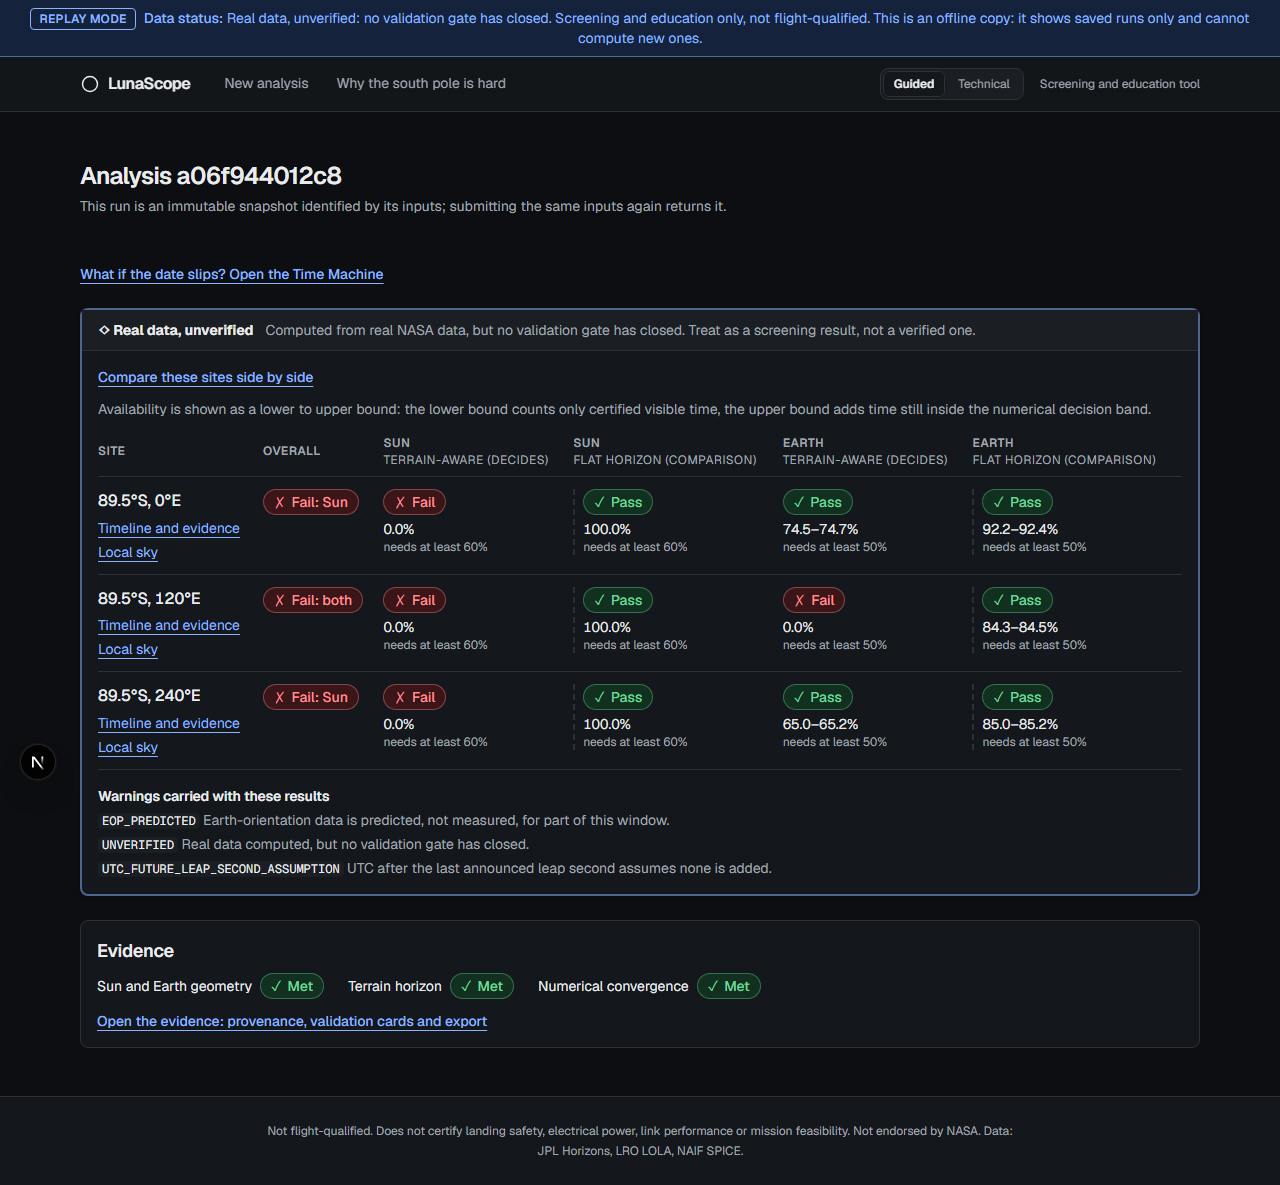 REPLAY MODE Data status: Real data, unverified: no validation gate has closed. Screening and education only, not flight-qualified. This is an offline copy: it shows saved runs only and cannot
compute new ones.
LunaScope New analysis Why the south pole is hard Guided Technical Screening and education tool
Analysis a06f944012c8
This run is an immutable snapshot identified by its inputs; submitting the same inputs again returns it.
What if the date slips? Open the Time Machine
◇ Real data, unverified Computed from real NASA data, but no validation gate has closed. Treat as a screening result, not a verified one.
Compare these sites side by side
Availability is shown as a lower to upper bound: the lower bound counts only certified visible time, the upper bound adds time still inside the numerical decision band.
SITE OVERALL SUN TERRAIN-AWARE (DECIDES) SUN FLAT HORIZON (COMPARISON) EARTH TERRAIN-AWARE (DECIDES) EARTH FLAT HORIZON (COMPARISON)
89.5°S, 0°E ✗ Fail: Sun ✗ Fail ✓ Pass ✓ Pass ✓ Pass
Timeline and evidence 0.0% 100.0% 74.5–74.7% 92.2–92.4%
Local sky needs at least 60% needs at least 60% needs at least 50% needs at least 50%
89.5°S, 120°E ✗ Fail: both ✗ Fail ✓ Pass ✗ Fail ✓ Pass
Timeline and evidence 0.0% 100.0% 0.0% 84.3–84.5%
Local sky needs at least 60% needs at least 60% needs at least 50% needs at least 50%
89.5°S, 240°E ✗ Fail: Sun ✗ Fail ✓ Pass ✓ Pass ✓ Pass
Timeline and evidence 0.0% 100.0% 65.0–65.2% 85.0–85.2%
Local sky needs at least 60% needs at least 60% needs at least 50% needs at least 50%
N
Warnings carried with these results
EOP_PREDICTED Earth-orientation data is predicted, not measured, for part of this window.
UNVERIFIED Real data computed, but no validation gate has closed.
UTC_FUTURE_LEAP_SECOND_ASSUMPTION UTC after the last announced leap second assumes none is added.
Evidence
Sun and Earth geometry ✓ Met Terrain horizon ✓ Met Numerical convergence ✓ Met
Open the evidence: provenance, validation cards and export
Not flight-qualified. Does not certify landing safety, electrical power, link performance or mission feasibility. Not endorsed by NASA. Data:
JPL Horizons, LRO LOLA, NAIF SPICE.